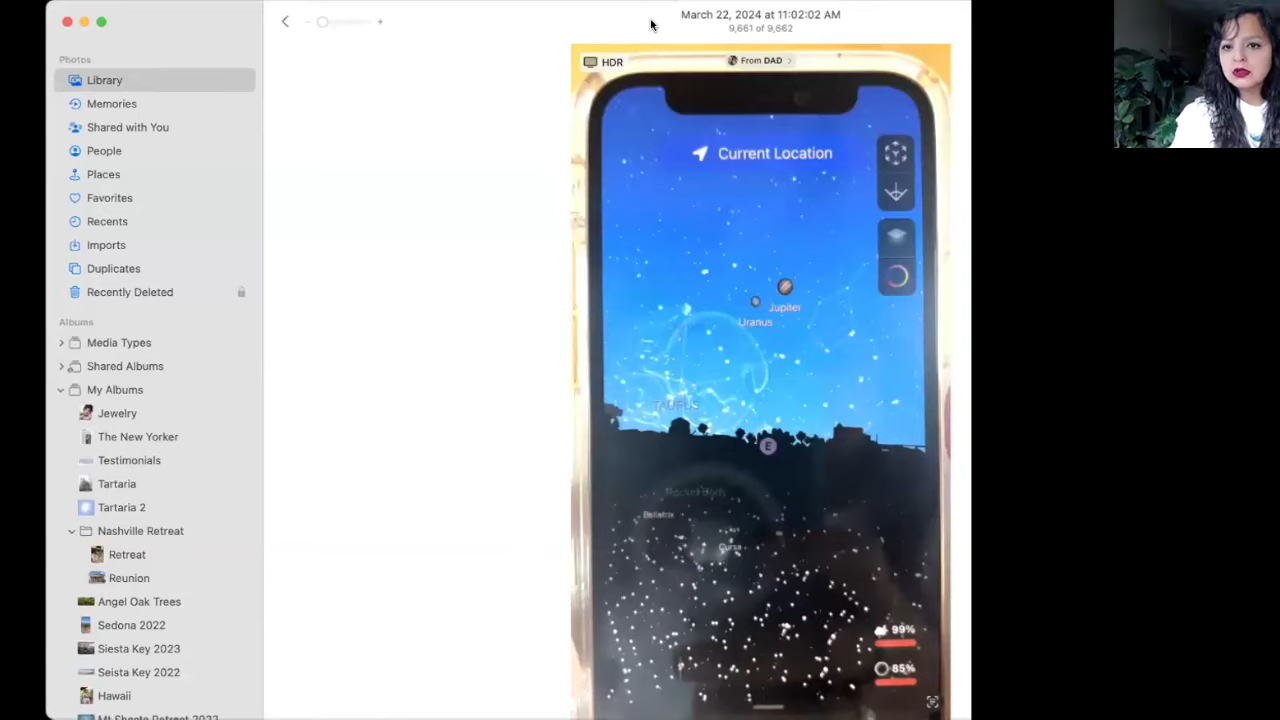 March 22, 2024 at 11:02:02 AM
9,661 of 9,662
Photos
Library
Memories
Shared with You
People
Places
Favorites
Recents
Imports
Duplicates
Recently Deleted
Albums
Media Types
Shared Albums
My Albums
Jewelry
The New Yorker
Testimonials
Tartaria
Tartaria 2
Nashville Retreat
Retreat
Reunion
Angel Oak Trees
Sedona 2022
Siesta Key 2023
Seista Key 2022
Hawaii
HDR
From DAD
Current Location
Jupiter
Uranus
TAURUS
E
Bellatrix
Cursa
99%
85%